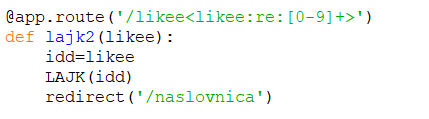 @app.route('/likee<likee:re:[0-9]+>')
def lajk2(likee):
    idd=likee
    LAJK(idd)
    redirect('/naslovnica')